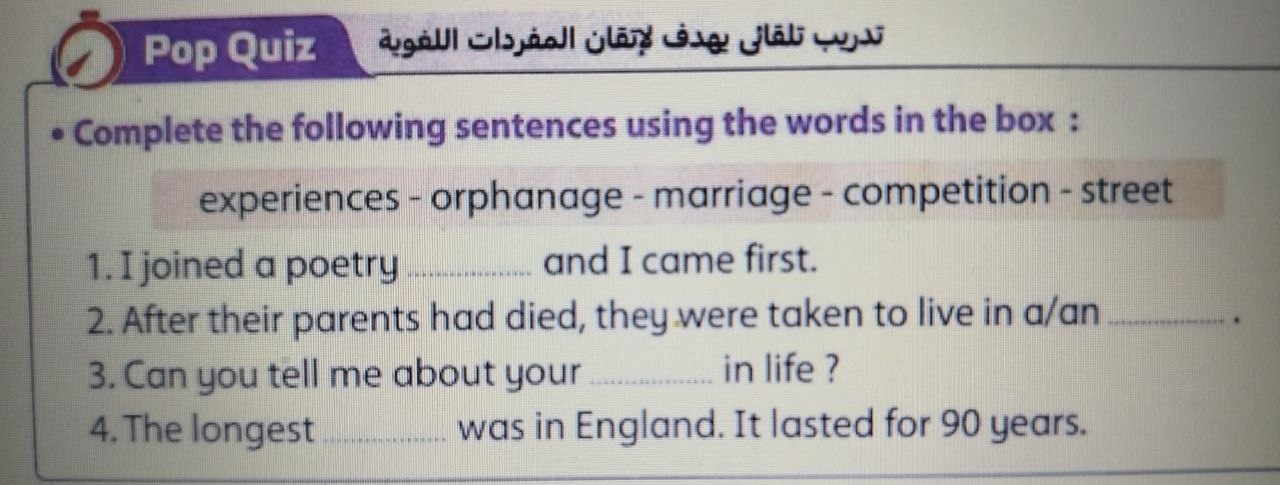 Pop Quiz تدريب تلقائى يهدف لإتقان المفردات اللغوية
• Complete the following sentences using the words in the box :
experiences - orphanage - marriage - competition - street
1. I joined a poetry .................... and I came first.
2. After their parents had died, they were taken to live in a/an .................... .
3. Can you tell me about your .................... in life ?
4. The longest .................... was in England. It lasted for 90 years.